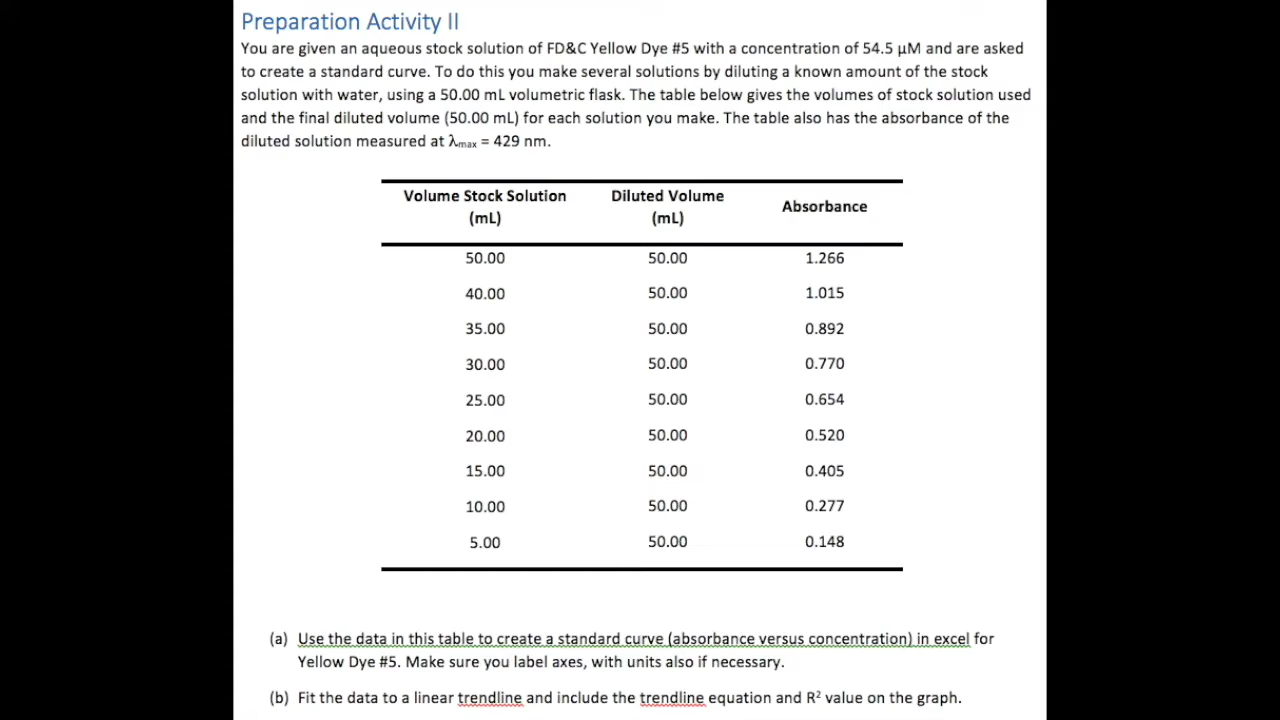 Preparation Activity II
You are given an aqueous stock solution of FD&C Yellow Dye #5 with a concentration of 54.5 µM and are asked
to create a standard curve. To do this you make several solutions by diluting a known amount of the stock
solution with water, using a 50.00 mL volumetric flask. The table below gives the volumes of stock solution used
and the final diluted volume (50.00 mL) for each solution you make. The table also has the absorbance of the
diluted solution measured at λmax = 429 nm.
Volume Stock Solution (mL) Diluted Volume (mL) Absorbance
50.00 50.00 1.266
40.00 50.00 1.015
35.00 50.00 0.892
30.00 50.00 0.770
25.00 50.00 0.654
20.00 50.00 0.520
15.00 50.00 0.405
10.00 50.00 0.277
5.00 50.00 0.148
(a) Use the data in this table to create a standard curve (absorbance versus concentration) in excel for
Yellow Dye #5. Make sure you label axes, with units also if necessary.
(b) Fit the data to a linear trendline and include the trendline equation and R² value on the graph.